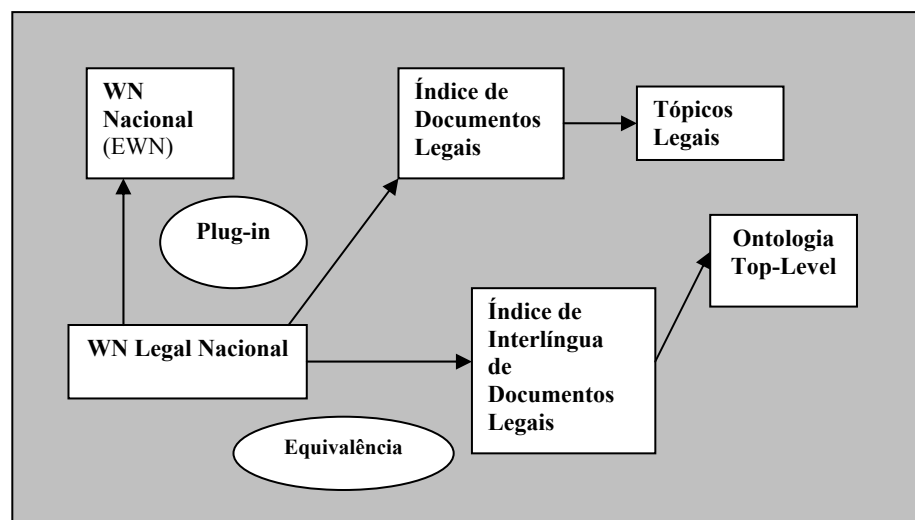 WN
Nacional
(EWN)
Índice de
Documentos
Legais
Tópicos
Legais
Plug-in
Ontologia
Top-Level
WN Legal Nacional
Índice de
Interlíngua
de
Documentos
Legais
Equivalência